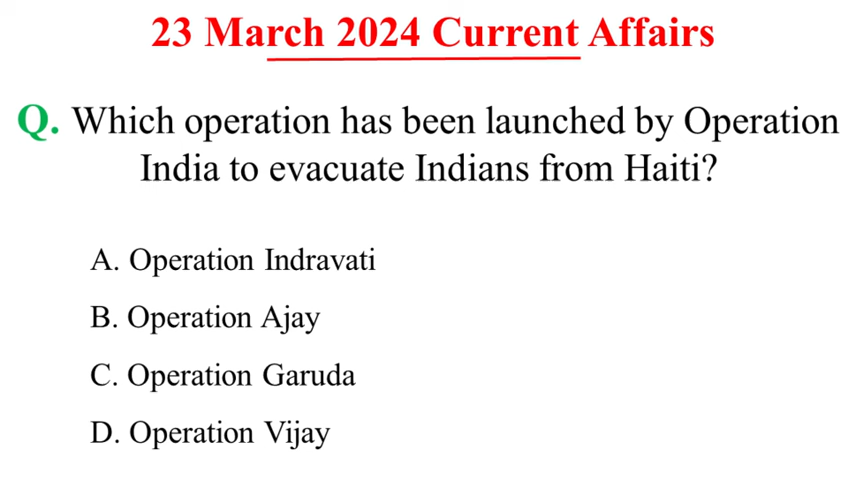 23 March 2024 Current Affairs
Q. Which operation has been launched by Operation
India to evacuate Indians from Haiti?
A. Operation Indravati
B. Operation Ajay
C. Operation Garuda
D. Operation Vijay